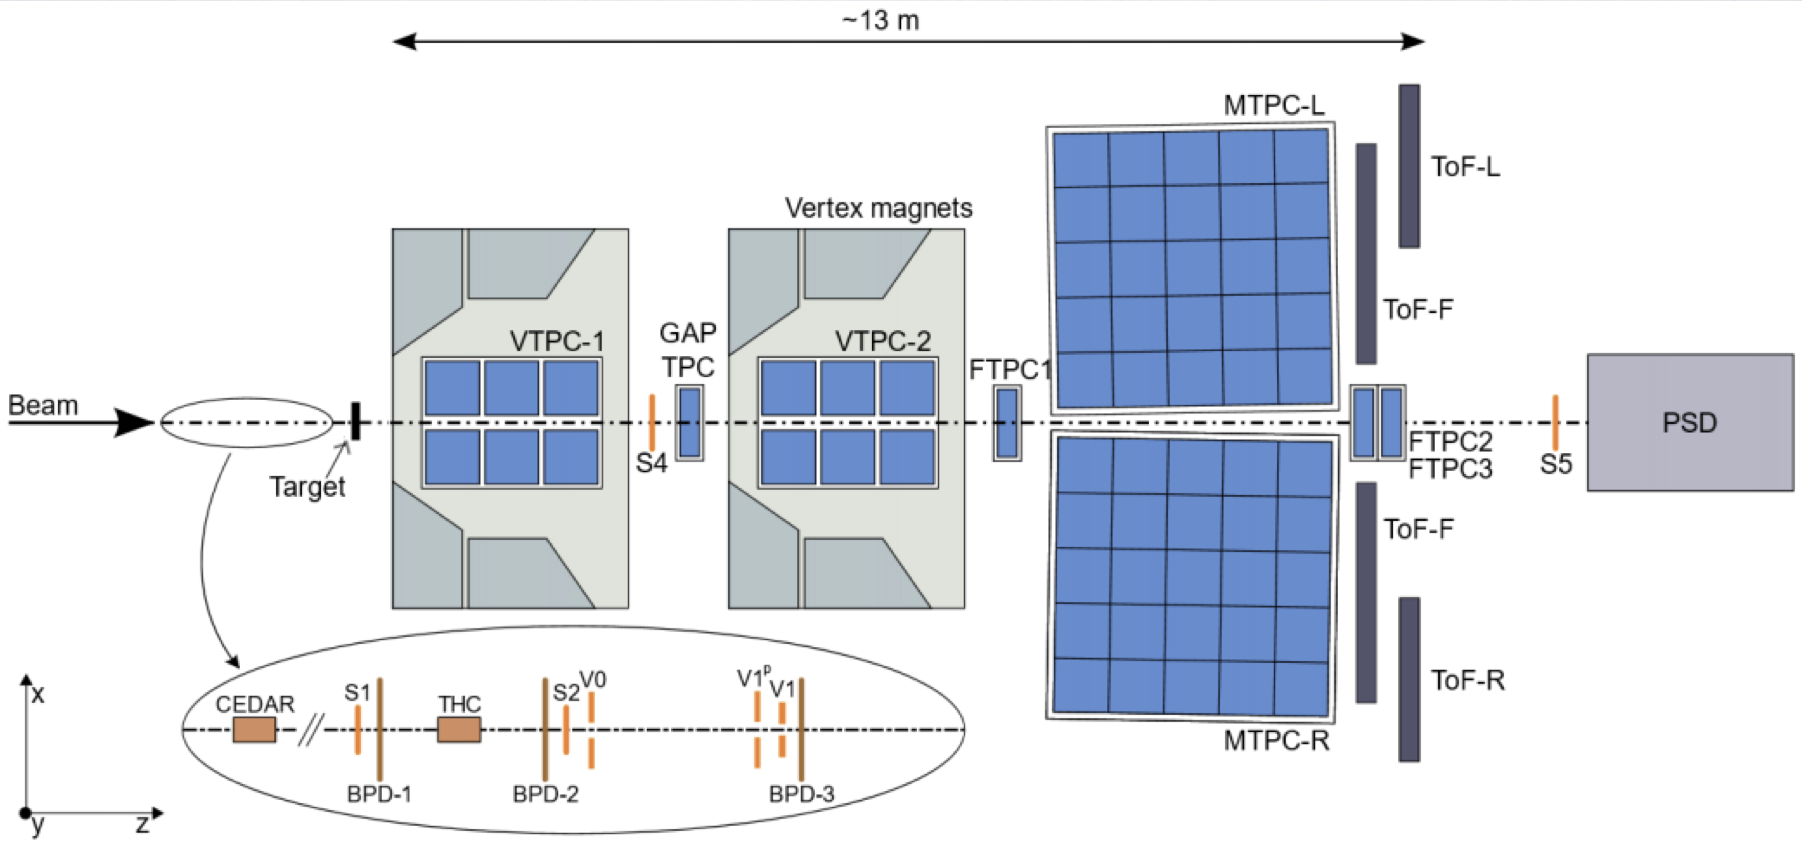 ~13 m
MTPC-L
ToF-L
Vertex magnets
ToF-F
VTPC-1
GAP
TPC
VTPC-2
FTPC1
Beam
PSD
FTPC2
FTPC3
S4
S5
Target
ToF-F
ToF-R
MTPC-R
x
y
z
CEDAR
S1
THC
S2
V0
V1p
V1
BPD-1
BPD-2
BPD-3